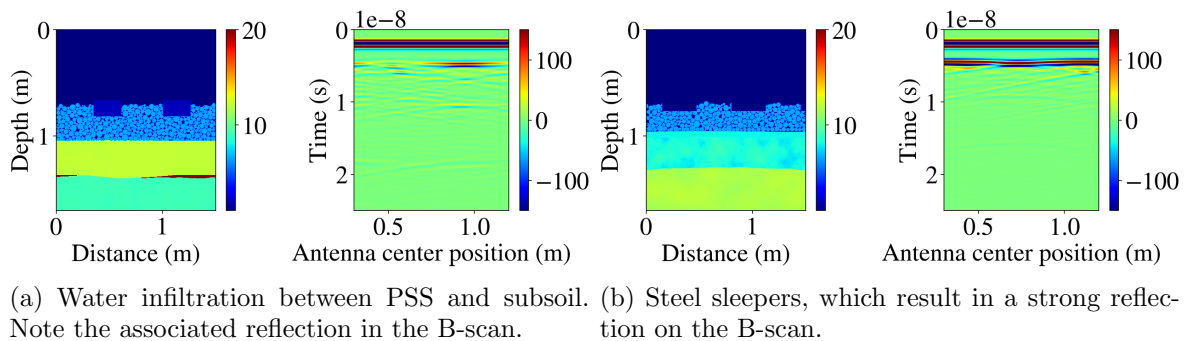 0
1
Depth (m)
0
1
Distance (m)
20
10
1e−8
0
1
2
Time (s)
0.5
1.0
Antenna center position (m)
100
0
−100
0
1
Depth (m)
0
1
Distance (m)
20
10
1e−8
0
1
2
Time (s)
0.5
1.0
Antenna center position (m)
100
0
−100
(a) Water infiltration between PSS and subsoil.
Note the associated reflection in the B-scan.
(b) Steel sleepers, which result in a strong reflec-
tion on the B-scan.